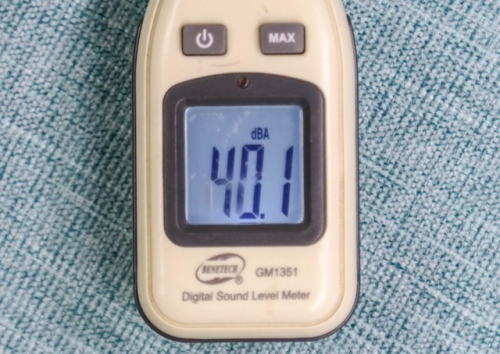 MAX
dBA
40.1
BENETECH ®
GM1351
Digital Sound Level Meter